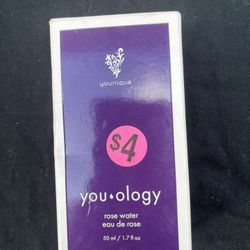 younique
$4
you•ology
rose water
eau de rose
50 ml / 1.7 fl.oz